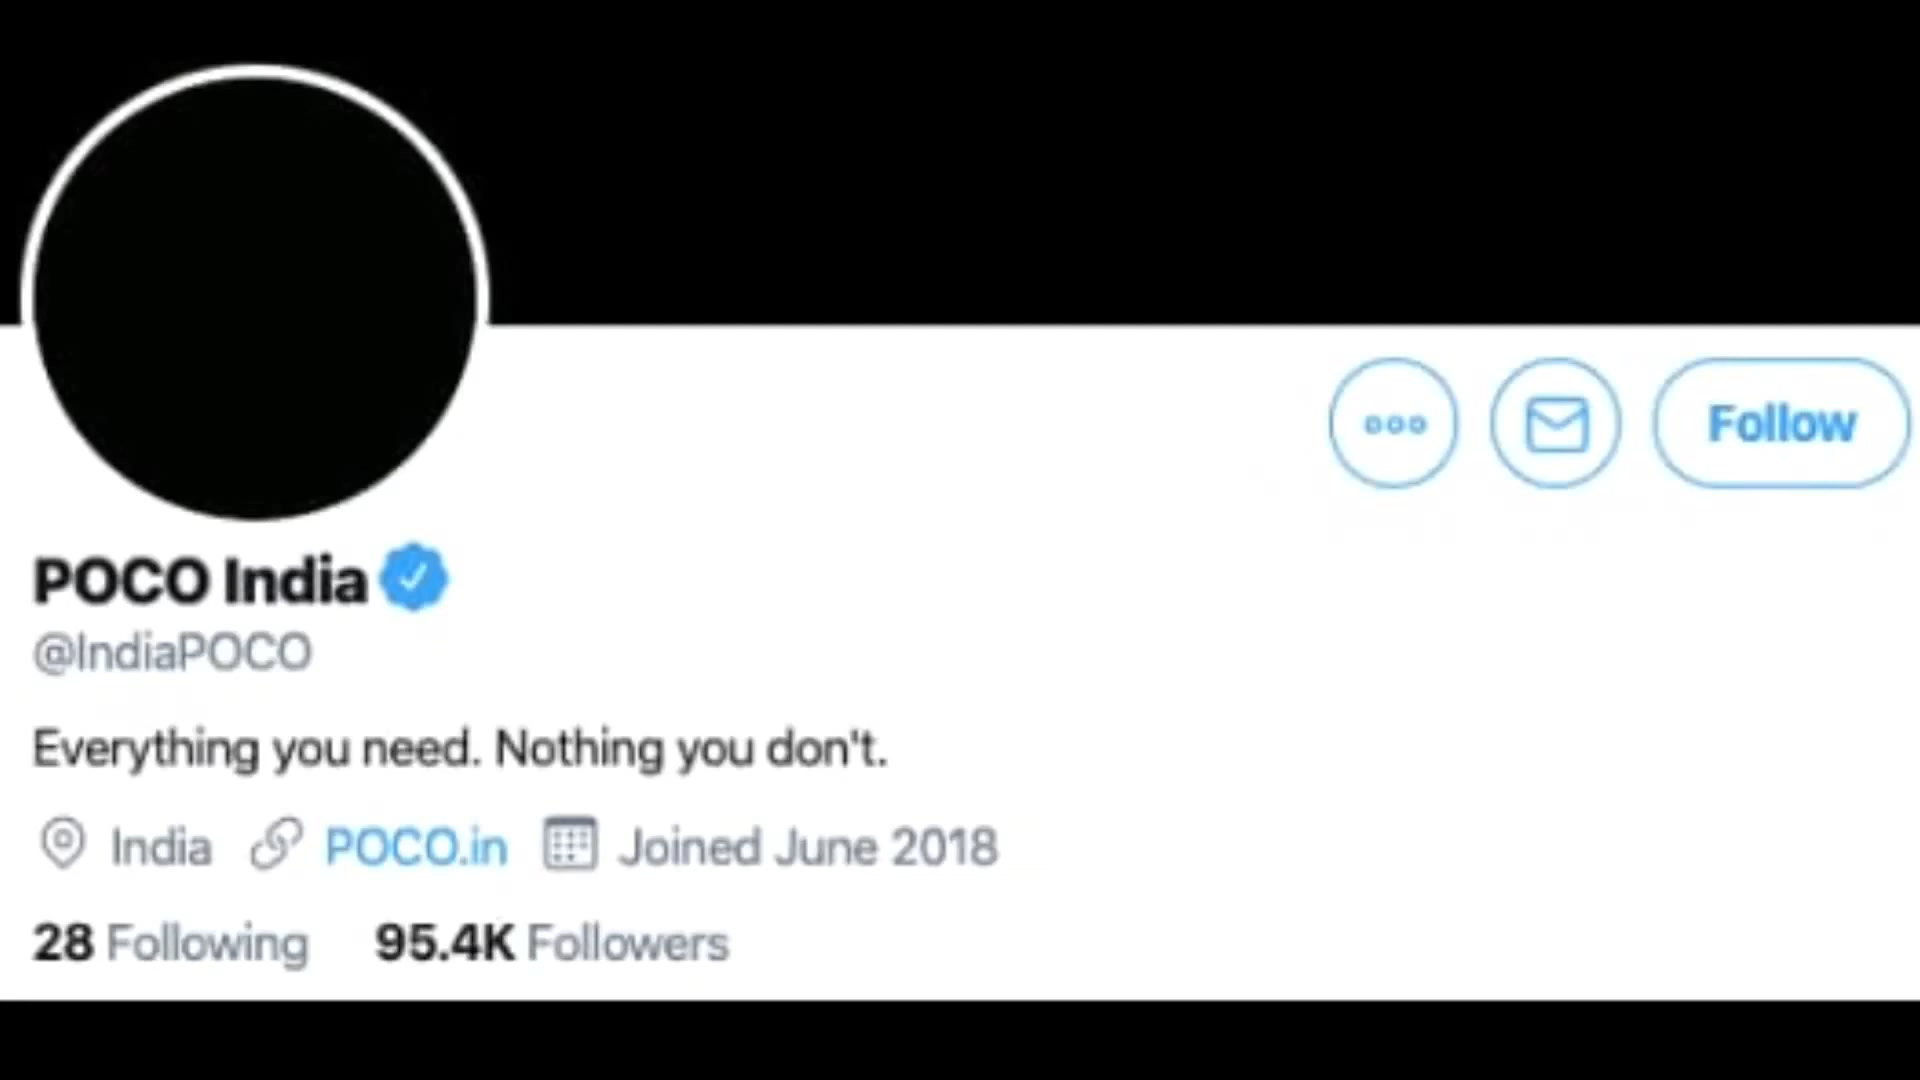 Follow
POCO India
@IndiaPOCO
Everything you need. Nothing you don't.
India POCO.in Joined June 2018
28 Following 95.4K Followers